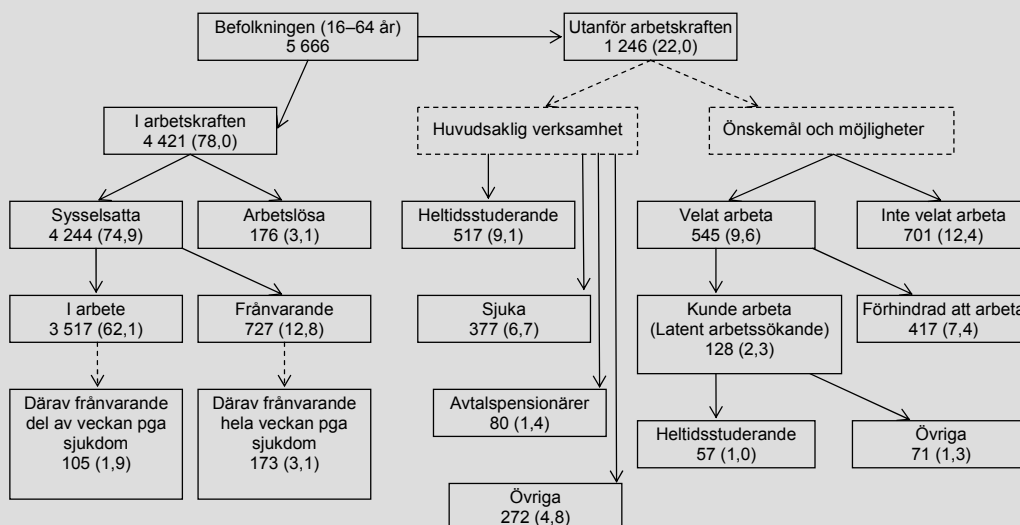 Befolkningen (16–64 år)
5 666
Utanför arbetskraften
1 246 (22,0)
I arbetskraften
4 421 (78,0)
Huvudsaklig verksamhet
Önskemål och möjligheter
Sysselsatta
4 244 (74,9)
Arbetslösa
176 (3,1)
Heltidsstuderande
517 (9,1)
Velat arbeta
545 (9,6)
Inte velat arbeta
701 (12,4)
I arbete
3 517 (62,1)
Frånvarande
727 (12,8)
Sjuka
377 (6,7)
Kunde arbeta
(Latent arbetssökande)
128 (2,3)
Förhindrad att arbeta
417 (7,4)
Därav frånvarande
del av veckan pga
sjukdom
105 (1,9)
Därav frånvarande
hela veckan pga
sjukdom
173 (3,1)
Avtalspensionärer
80 (1,4)
Heltidsstuderande
57 (1,0)
Övriga
71 (1,3)
Övriga
272 (4,8)